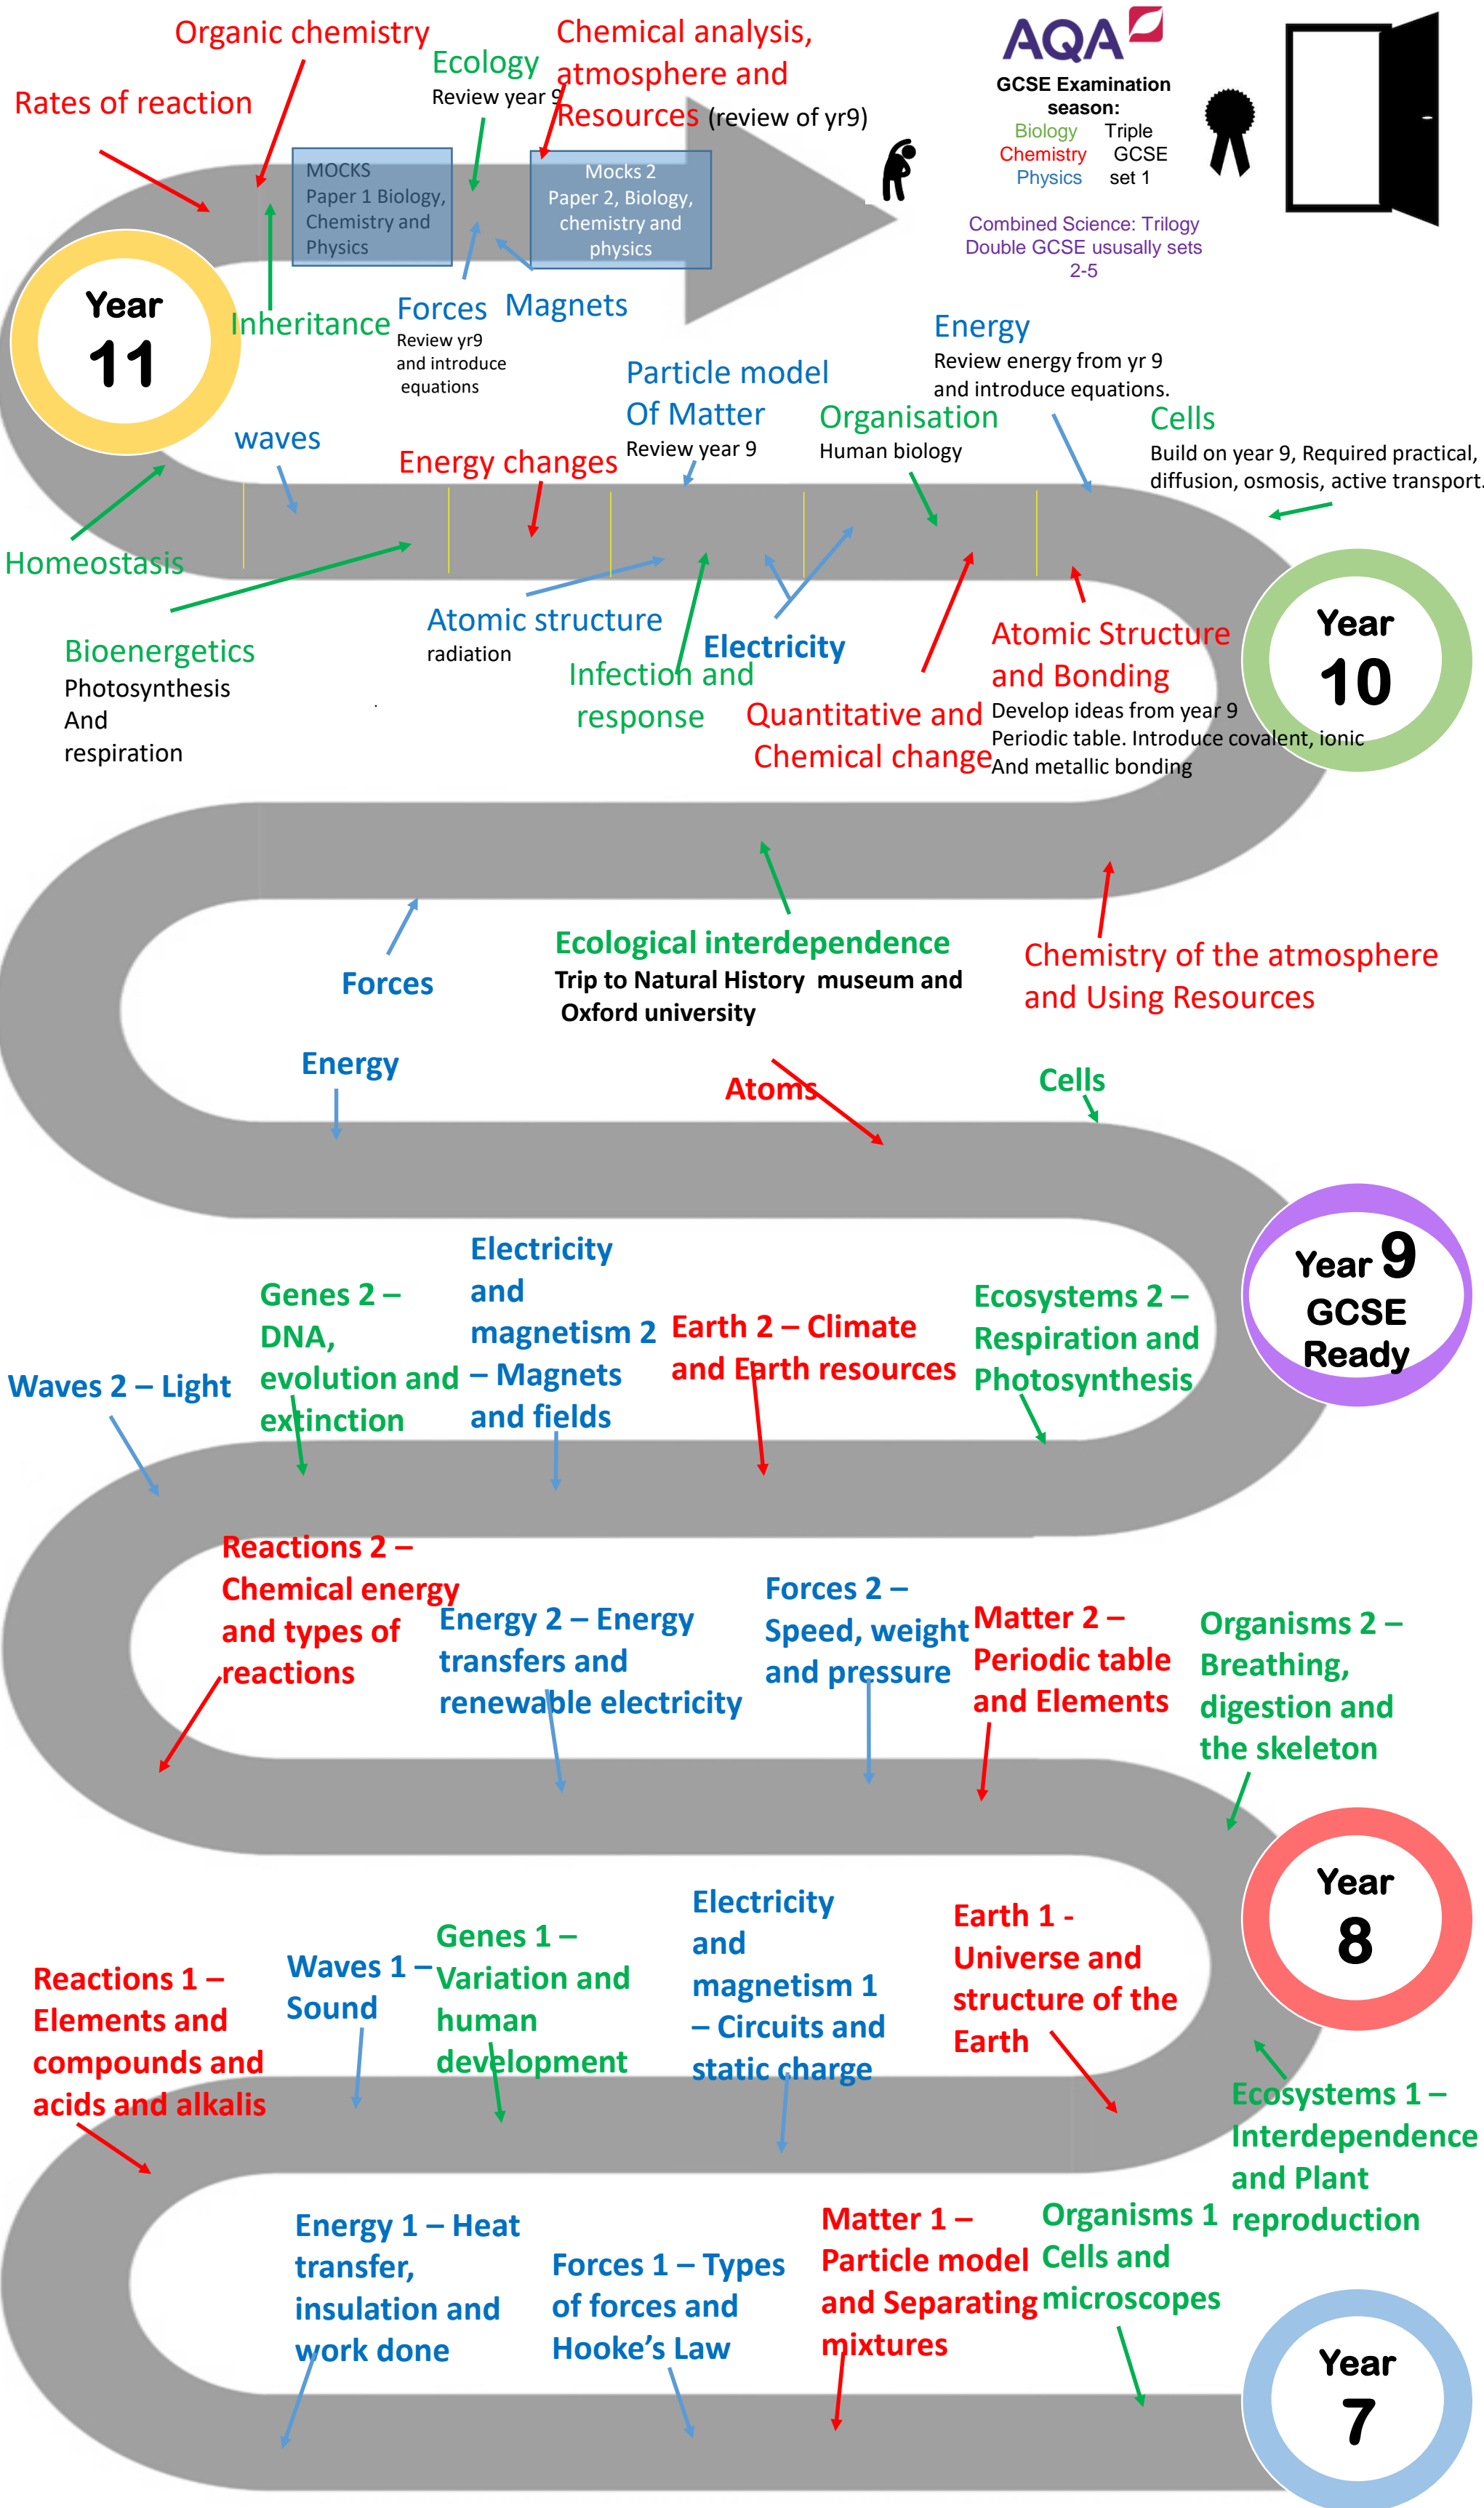 Organic chemistry
Rates of reaction
Ecology
Review year 9
Chemical analysis,
atmosphere and
Resources (review of yr9)
AQA
GCSE Examination
season:
Biology Triple
Chemistry GCSE
Physics set 1
Combined Science: Trilogy
Double GCSE ususally sets
2-5
MOCKS
Paper 1 Biology,
Chemistry and
Physics
Mocks 2
Paper 2, Biology,
chemistry and
physics
Year
11
Inheritance
Forces
Review yr9
and introduce
equations
Magnets
Energy
Review energy from yr 9
and introduce equations.
Particle model
Of Matter
Review year 9
Organisation
Human biology
Cells
Build on year 9, Required practical,
diffusion, osmosis, active transport.
waves
Energy changes
Homeostasis
Bioenergetics
Photosynthesis
And
respiration
Atomic structure
radiation
Infection and
response
Electricity
Quantitative and
Chemical change
Atomic Structure
and Bonding
Develop ideas from year 9
Periodic table. Introduce covalent, ionic
And metallic bonding
Year
10
Forces
Ecological interdependence
Trip to Natural History museum and
Oxford university
Chemistry of the atmosphere
and Using Resources
Energy
Atoms
Cells
Year 9
GCSE
Ready
Waves 2 – Light
Genes 2 –
DNA,
evolution and
extinction
Electricity
and
magnetism 2
– Magnets
and fields
Earth 2 – Climate
and Earth resources
Ecosystems 2 –
Respiration and
Photosynthesis
Reactions 2 –
Chemical energy
and types of
reactions
Energy 2 – Energy
transfers and
renewable electricity
Forces 2 –
Speed, weight
and pressure
Matter 2 –
Periodic table
and Elements
Organisms 2 –
Breathing,
digestion and
the skeleton
Year
8
Reactions 1 –
Elements and
compounds and
acids and alkalis
Waves 1 –
Sound
Genes 1 –
Variation and
human
development
Electricity
and
magnetism 1
– Circuits and
static charge
Earth 1 -
Universe and
structure of the
Earth
Ecosystems 1 –
Interdependence
and Plant
reproduction
Energy 1 – Heat
transfer,
insulation and
work done
Forces 1 – Types
of forces and
Hooke's Law
Matter 1 –
Particle model
and Separating
mixtures
Organisms 1
Cells and
microscopes
Year
7